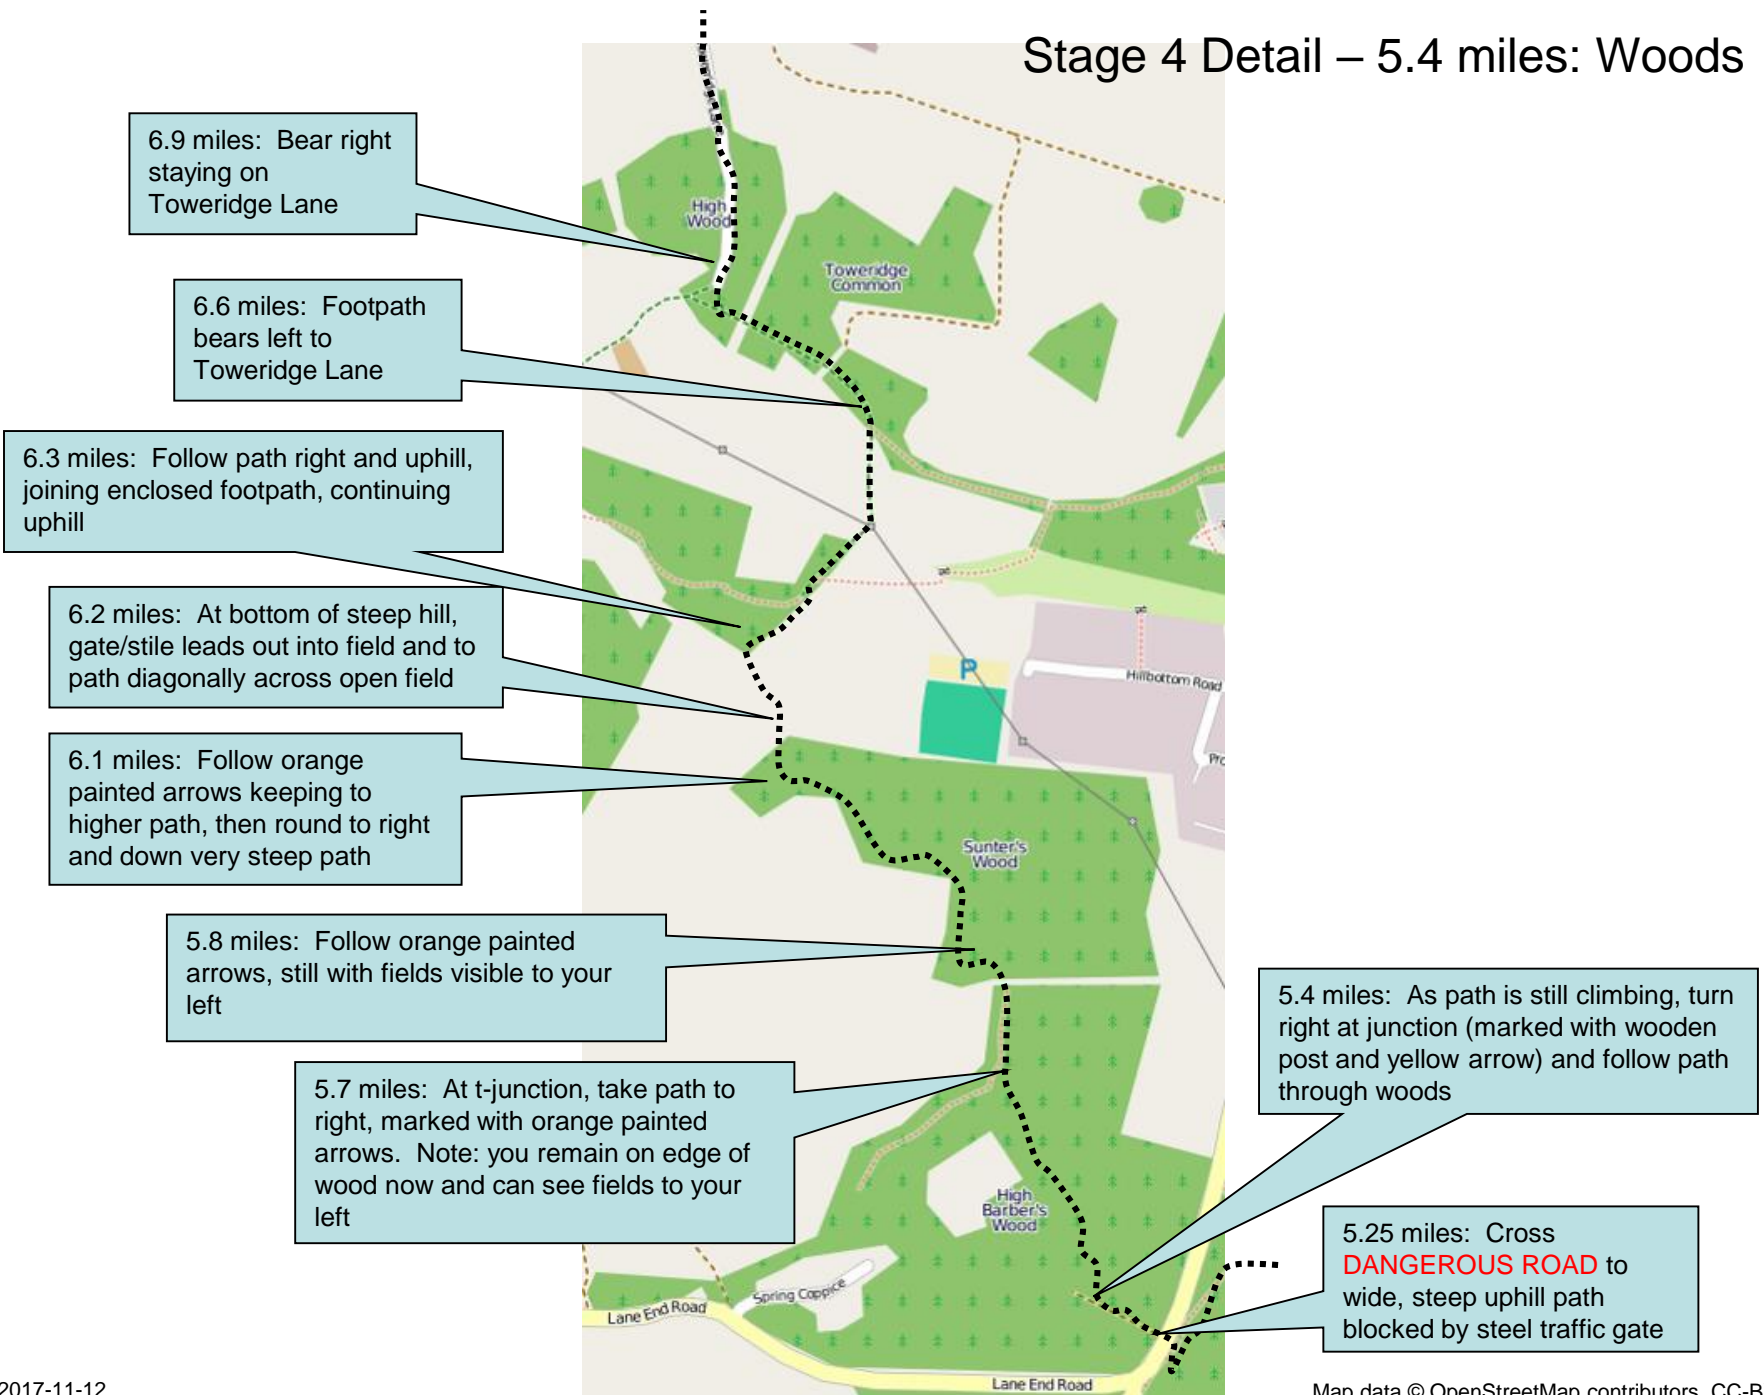 Stage 4 Detail – 5.4 miles: Woods
6.9 miles: Bear right
staying on
Toweridge Lane
High
Wood
Toweridge
Common
6.6 miles: Footpath
bears left to
Toweridge Lane
6.3 miles: Follow path right and uphill,
joining enclosed footpath, continuing
uphill
6.2 miles: At bottom of steep hill,
gate/stile leads out into field and to
path diagonally across open field
P
Hillbottom Road
6.1 miles: Follow orange
painted arrows keeping to
higher path, then round to right
and down very steep path
Sunter's
Wood
5.8 miles: Follow orange painted
arrows, still with fields visible to your
left
5.4 miles: As path is still climbing, turn
right at junction (marked with wooden
post and yellow arrow) and follow path
through woods
5.7 miles: At t-junction, take path to
right, marked with orange painted
arrows. Note: you remain on edge of
wood now and can see fields to your
left
High
Barber's
Wood
5.25 miles: Cross
DANGEROUS ROAD to
wide, steep uphill path
blocked by steel traffic gate
Spring Coppice
Lane End Road
Lane End Road
2017-11-12
Map data © OpenStreetMap contributors, CC-B